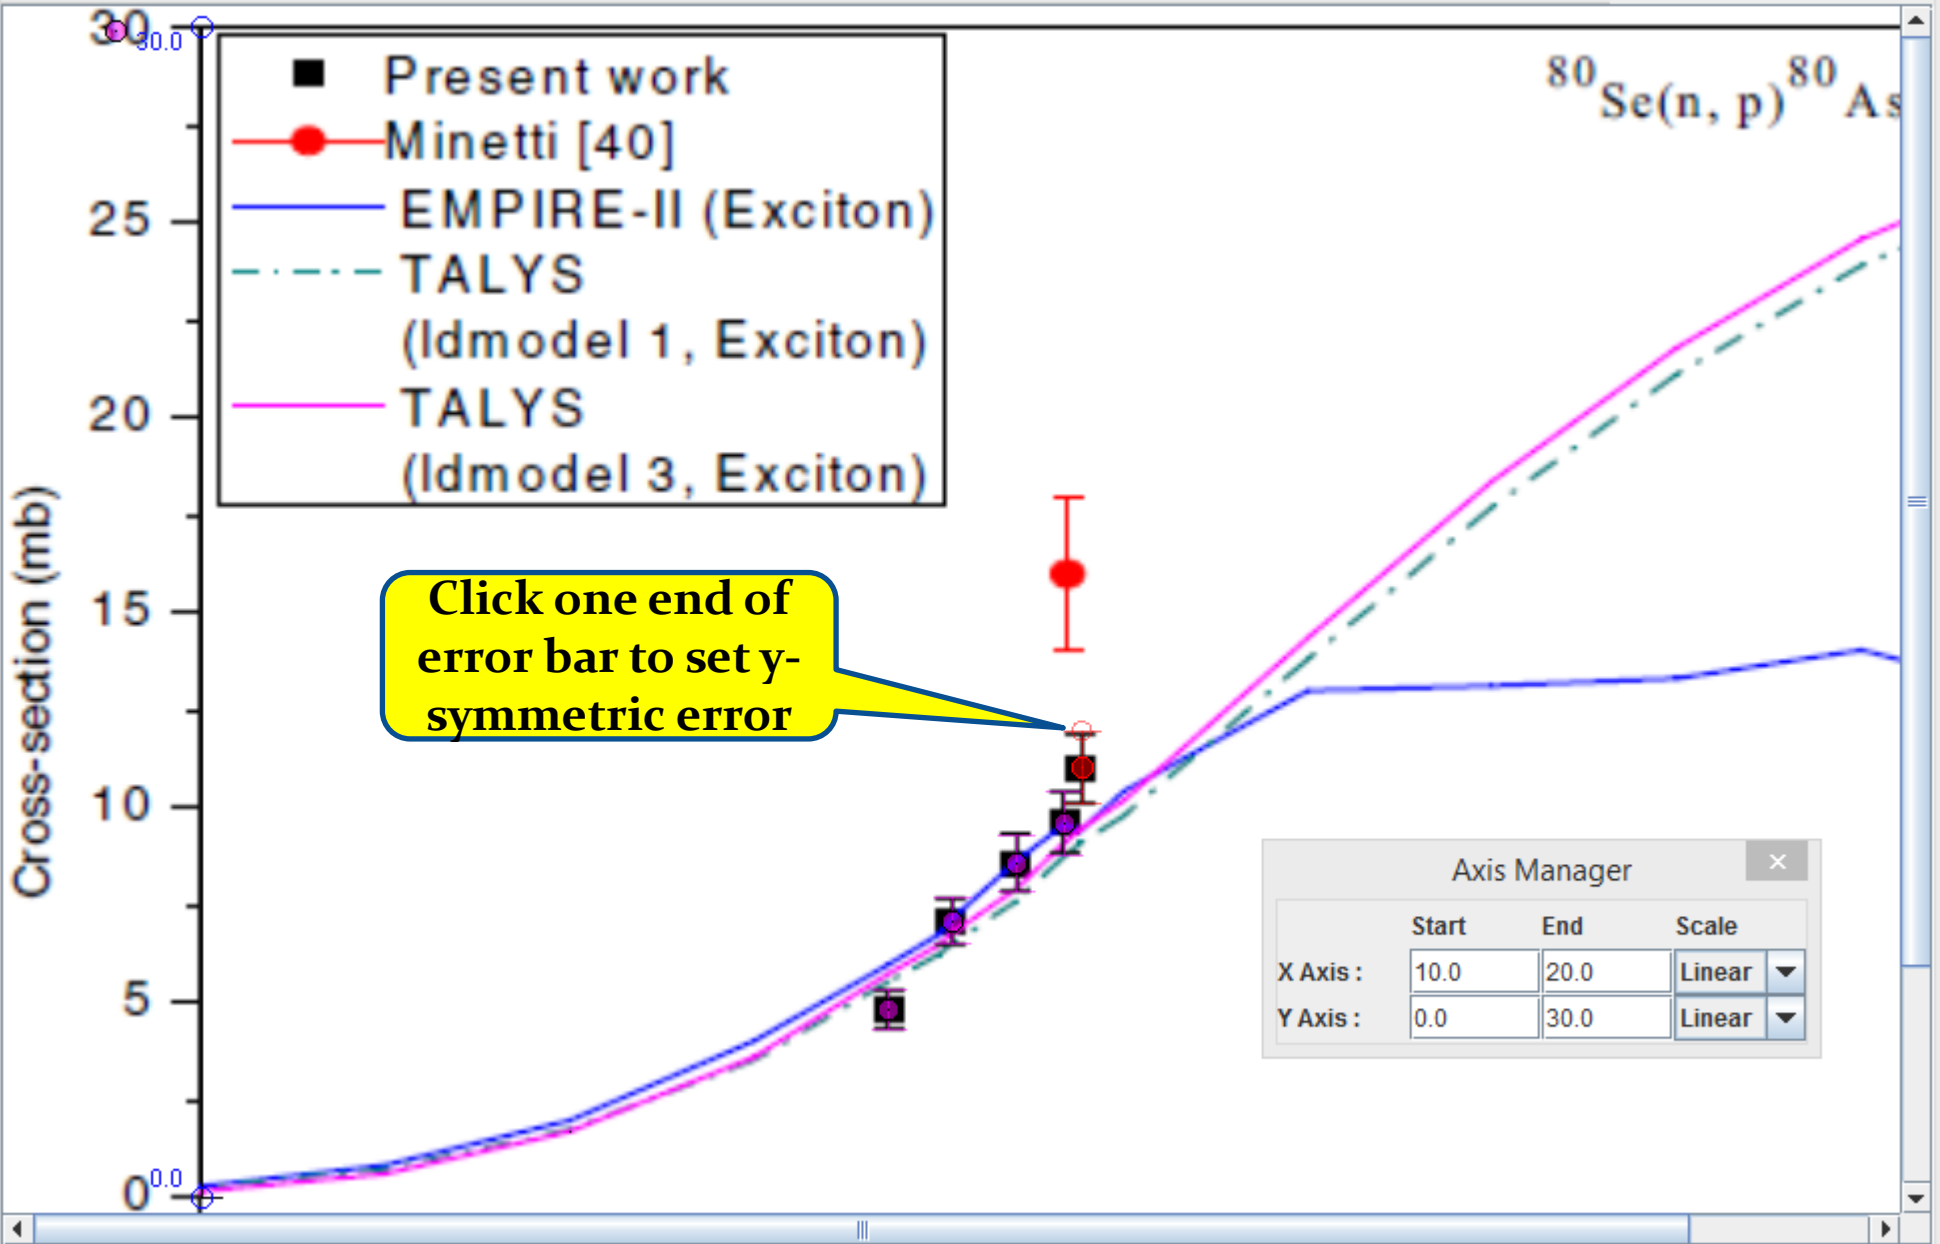 30
30.0
Present work
Minetti [40]
EMPIRE-II (Exciton)
TALYS
(ldmodel 1, Exciton)
TALYS
(ldmodel 3, Exciton)
80Se(n, p)80As
25
20
15
10
5
0
0.0
Cross-section (mb)
Click one end of
error bar to set y-
symmetric error
Axis Manager
Start End Scale
X Axis : 10.0 20.0 Linear
Y Axis : 0.0 30.0 Linear